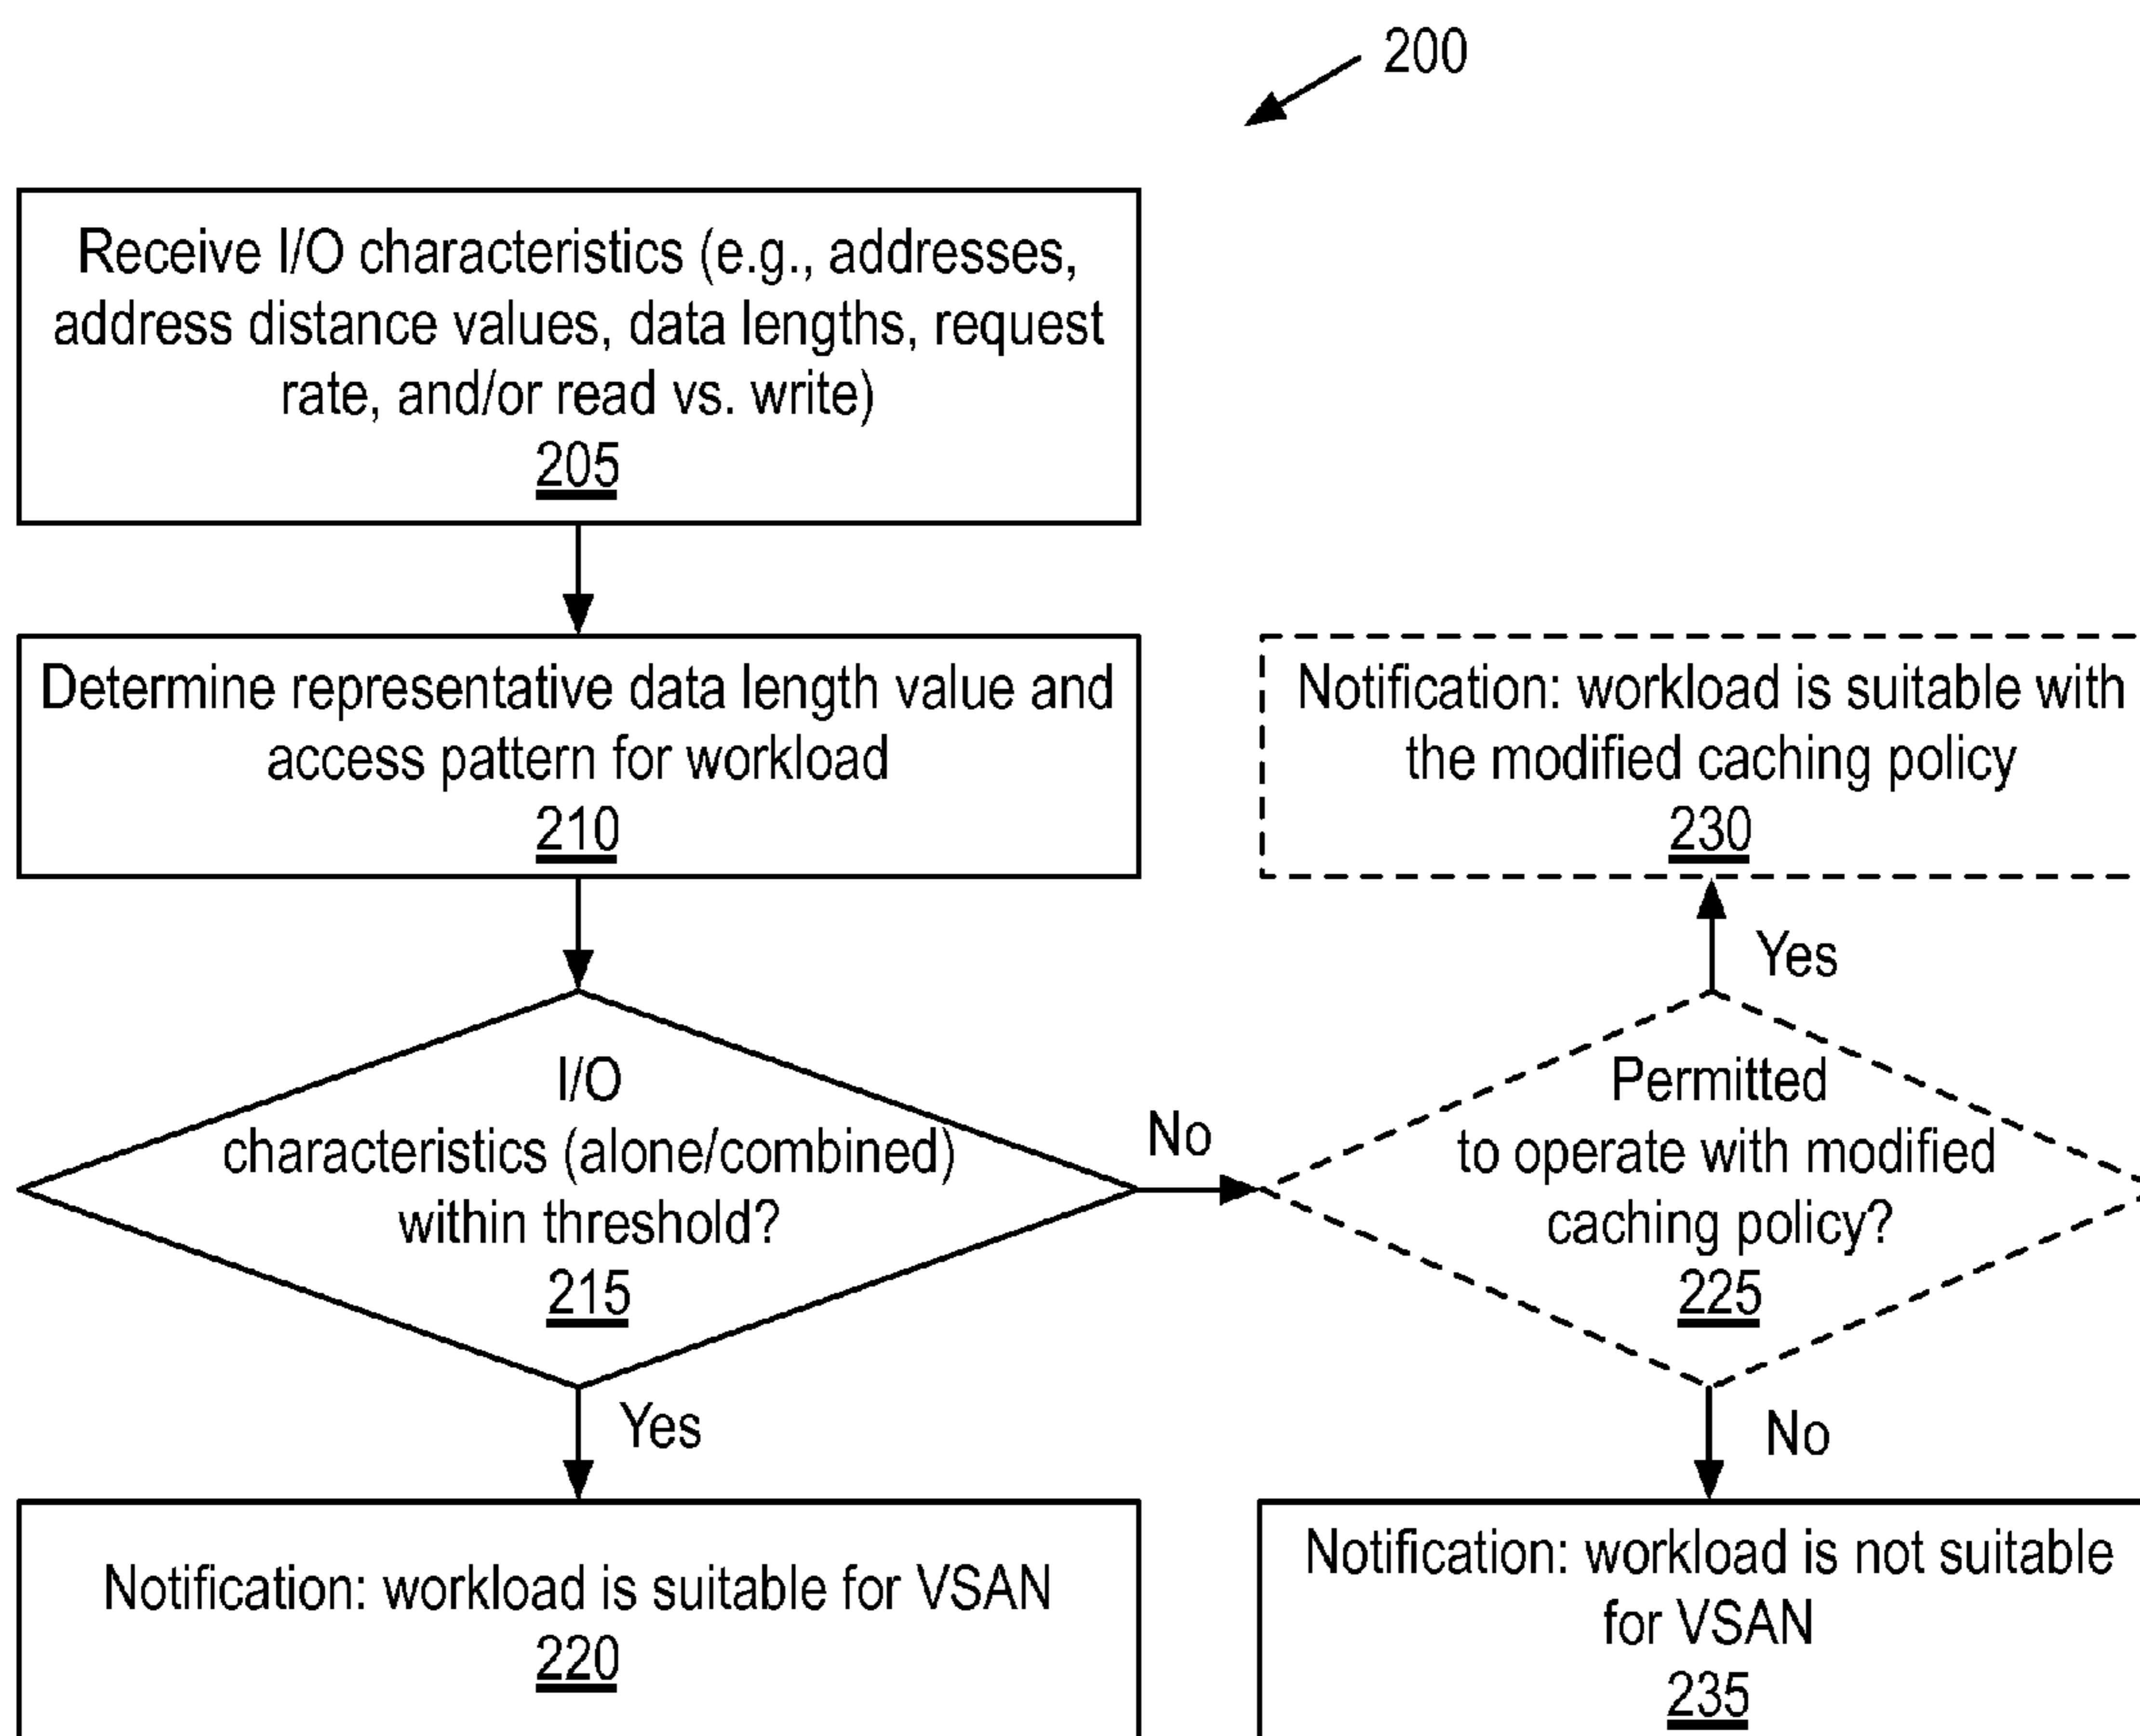 200
Receive I/O characteristics (e.g., addresses,
address distance values, data lengths, request
rate, and/or read vs. write)
205
Determine representative data length value and
access pattern for workload
210
Notification: workload is suitable with
the modified caching policy
230
Yes
I/O
characteristics (alone/combined)
within threshold?
215
No
Permitted
to operate with modified
caching policy?
225
Yes
No
Notification: workload is suitable for VSAN
220
Notification: workload is not suitable
for VSAN
235